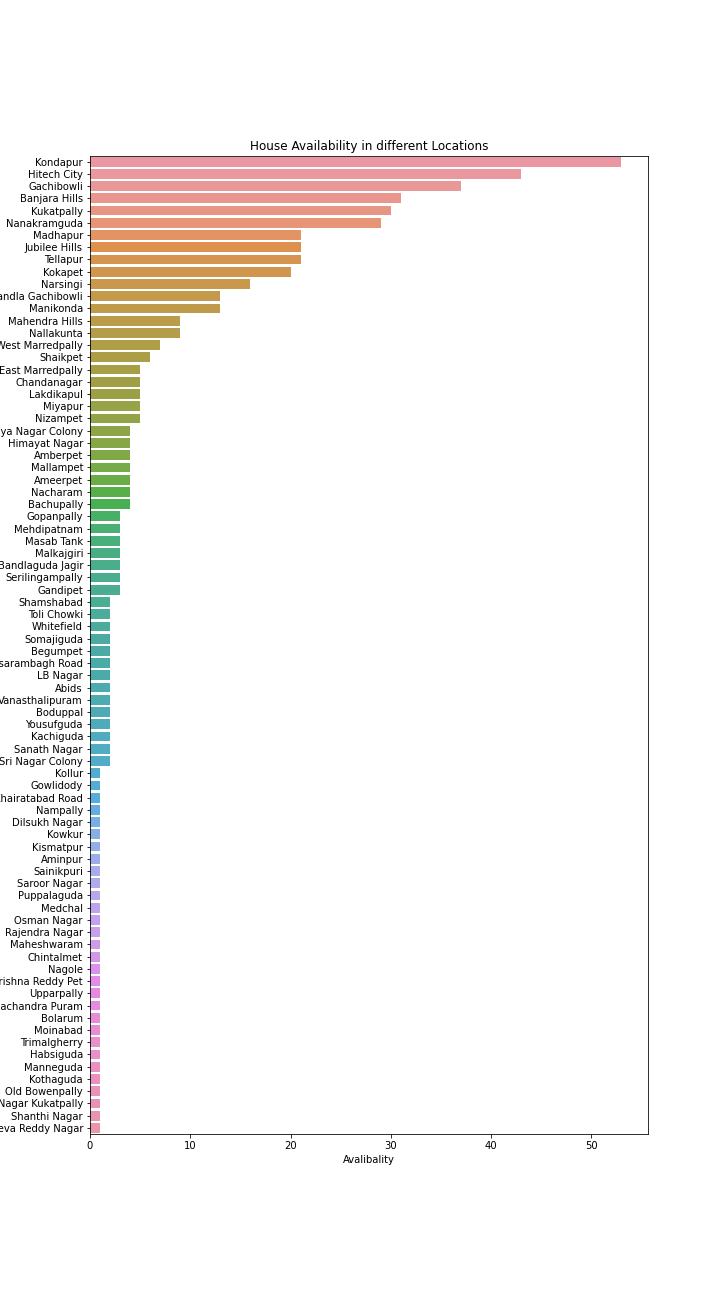 House Availability in different Locations
Kondapur
Hitech City
Gachibowli
Banjara Hills
Kukatpally
Nanakramguda
Madhapur
Jubilee Hills
Tellapur
Kokapet
Narsingi
andla Gachibowli
Manikonda
Mahendra Hills
Nallakunta
West Marredpally
Shaikpet
East Marredpally
Chandanagar
Lakdikapul
Miyapur
Nizampet
ya Nagar Colony
Himayat Nagar
Amberpet
Mallampet
Ameerpet
Nacharam
Bachupally
Gopanpally
Mehdipatnam
Masab Tank
Malkajgiri
Bandlaguda Jagir
Serilingampally
Gandipet
Shamshabad
Toli Chowki
Whitefield
Somajiguda
Begumpet
sarambagh Road
LB Nagar
Abids
Vanasthalipuram
Boduppal
Yousufguda
Kachiguda
Sanath Nagar
Sri Nagar Colony
Kollur
Gowlidody
hairatabad Road
Nampally
Dilsukh Nagar
Kowkur
Kismatpur
Aminpur
Sainikpuri
Saroor Nagar
Puppalaguda
Medchal
Osman Nagar
Rajendra Nagar
Maheshwaram
Chintalmet
Nagole
rishna Reddy Pet
Upparpally
achandra Puram
Bolarum
Moinabad
Trimalgherry
Habsiguda
Manneguda
Kothaguda
Old Bowenpally
Nagar Kukatpally
Shanthi Nagar
eva Reddy Nagar
0 10 20 30 40 50
Avalibality